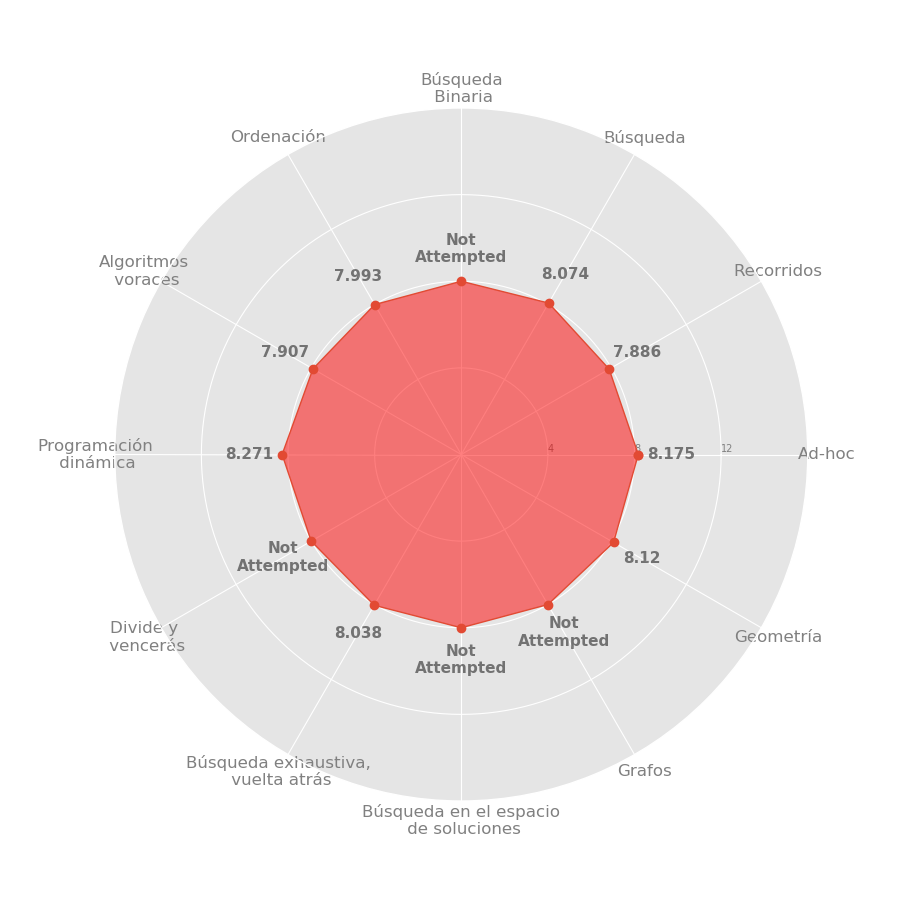 Búsqueda
Binaria
Ordenación
Búsqueda
Not
Attempted
Algoritmos
voraces
7.993
8.074
Recorridos
7.907
7.886
Programación
dinámica
8.271
4
8
12
8.175
Ad-hoc
Not
Attempted
8.12
Divide y
vencerás
8.038
Not
Attempted
Not
Attempted
Geometría
Búsqueda exhaustiva,
vuelta atrás
Grafos
Búsqueda en el espacio
de soluciones